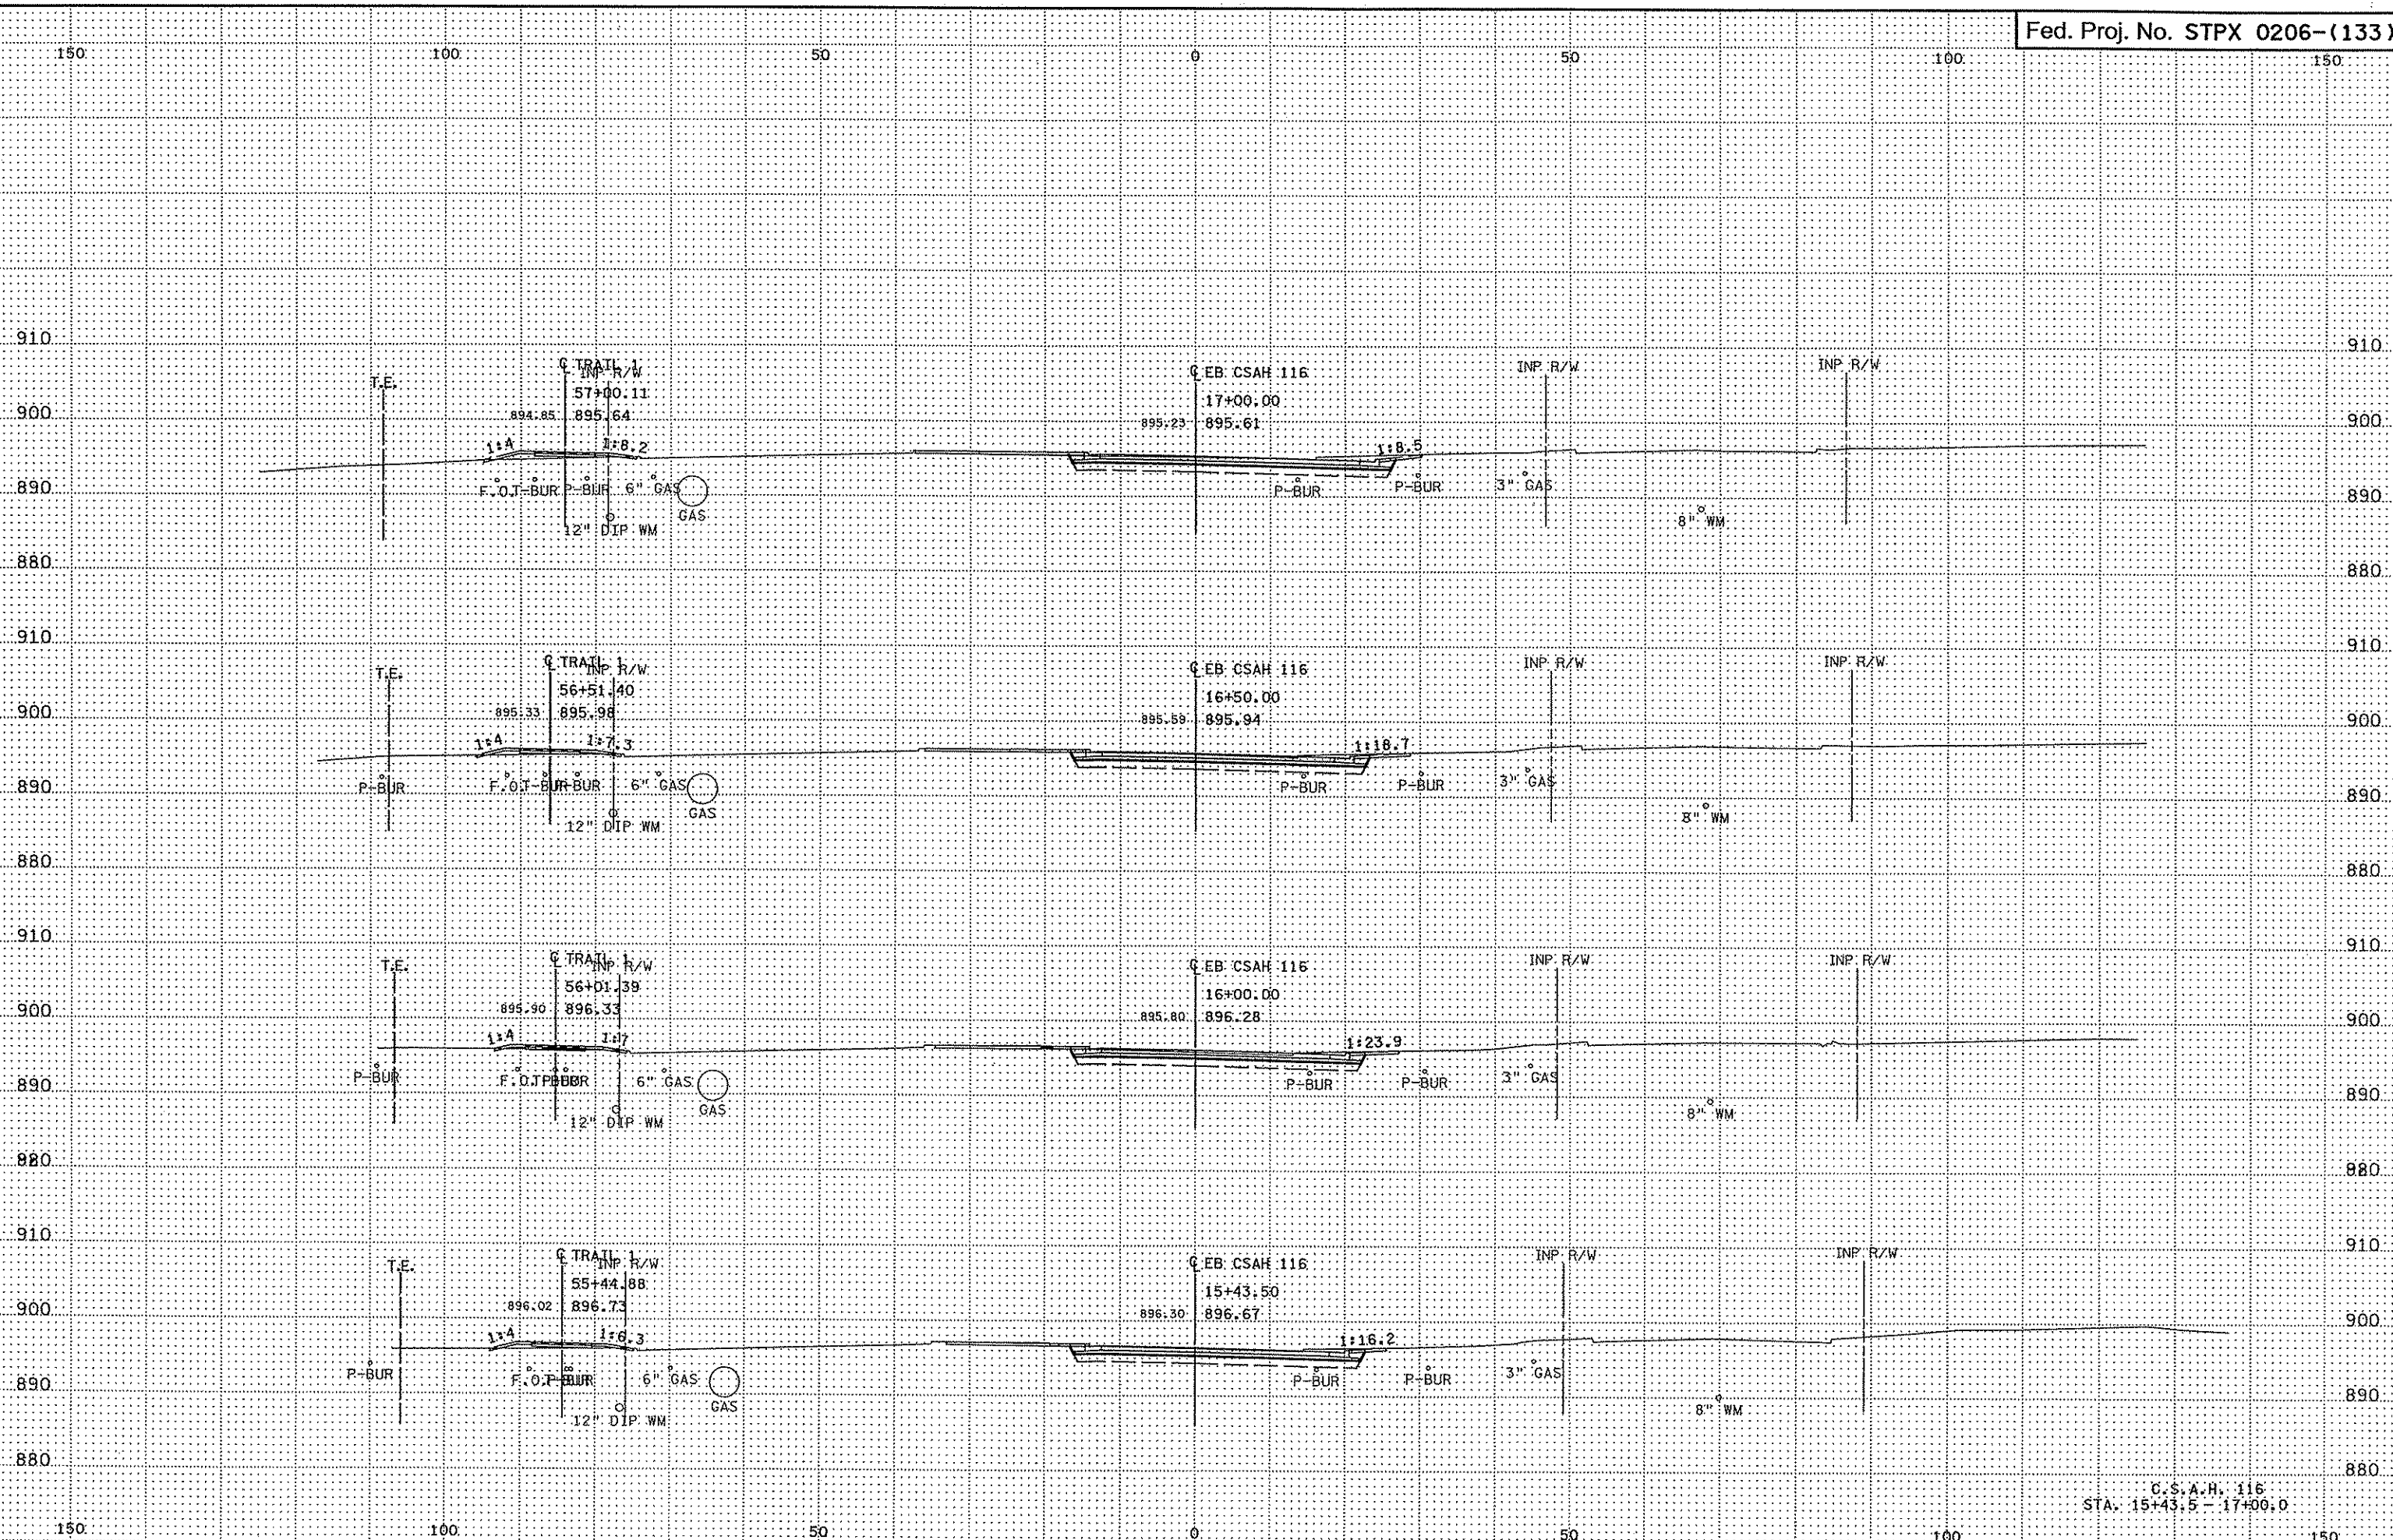 Fed. Proj. No. STPX 0206-(133)
150 100 50 0 50 100 150
910 910
T.E. ℄ TRAIL 1 INP R/W ℄ EB CSAH 116 INP R/W INP R/W
57+00.11 17+00.00
900 894.85 895.64 895.23 895.61 900
1:4 1:8.2 1:8.5
890 F.O. T-BUR P-BUR 6" GAS P-BUR P-BUR 3" GAS 890
12" DIP WM GAS 8" WM
880 880
910 910
T.E. ℄ TRAIL 1 INP R/W ℄ EB CSAH 116 INP R/W INP R/W
56+51.40 16+50.00
900 895.33 895.98 895.59 895.94 900
1:4 1:7.3 1:18.7
890 P-BUR F.O. T-BUR P-BUR 6" GAS P-BUR P-BUR 3" GAS 890
12" DIP WM GAS 8" WM
880 880
910 910
T.E. ℄ TRAIL 1 INP R/W ℄ EB CSAH 116 INP R/W INP R/W
56+01.39 16+00.00
900 895.90 896.33 895.80 896.28 900
1:4 1:7 1:23.9
890 P-BUR F.O. 6" GAS P-BUR P-BUR 3" GAS 890
12" DIP WM GAS 8" WM
880 880
910 910
T.E. ℄ TRAIL 1 INP R/W ℄ EB CSAH 116 INP R/W INP R/W
55+44.88 15+43.50
900 896.02 896.73 896.30 896.67 900
1:4 1:6.3 1:16.2
890 P-BUR F.O. 6" GAS P-BUR P-BUR 3" GAS 890
12" DIP WM GAS 8" WM
880 880
C.S.A.H. 116
STA. 15+43.5 - 17+00.0
150 100 50 0 50 100 150